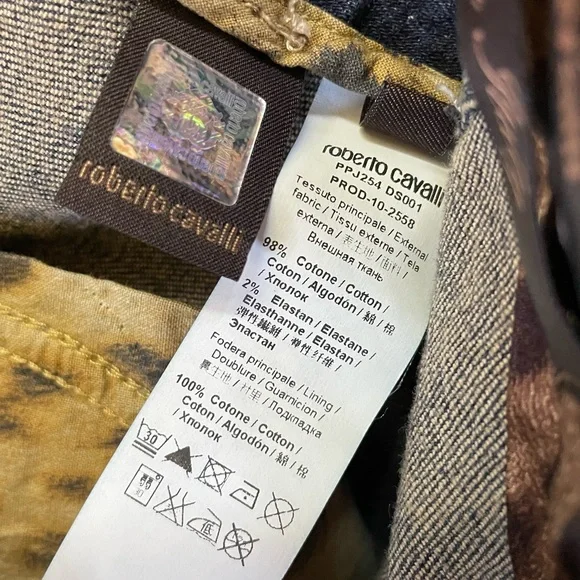 roberto cavalli
roberto cavalli
PPJ254 DS001
PROD-10-2558
Tessuto principale / External
fabric / Tissu externe / Tela
externa / 表生地 / 面料 /
Внешняя ткань
98% Cotone / Cotton /
Coton / Algodón / 綿 / 棉
/ Хлопок
2% Elastan / Elastane /
Elasthanne / Elastan /
弾性繊維 / 弹性纤维 /
Эластан
Fodera principale / Lining /
Doublure / Guarnicion /
裏生地 / 衬里 / Подкладка
100% Cotone / Cotton /
Coton / Algodón / 綿 / 棉
/ Хлопок
30